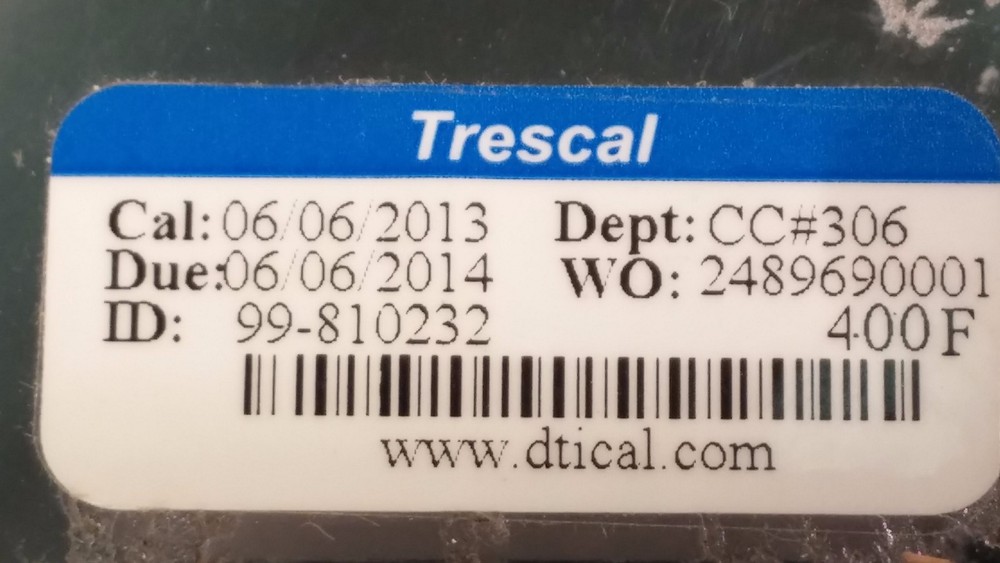 Trescal
Cal: 06/06/2013 Dept: CC#306
Due: 06/06/2014 WO: 2489690001
ID: 99-810232 400F
www.dtical.com